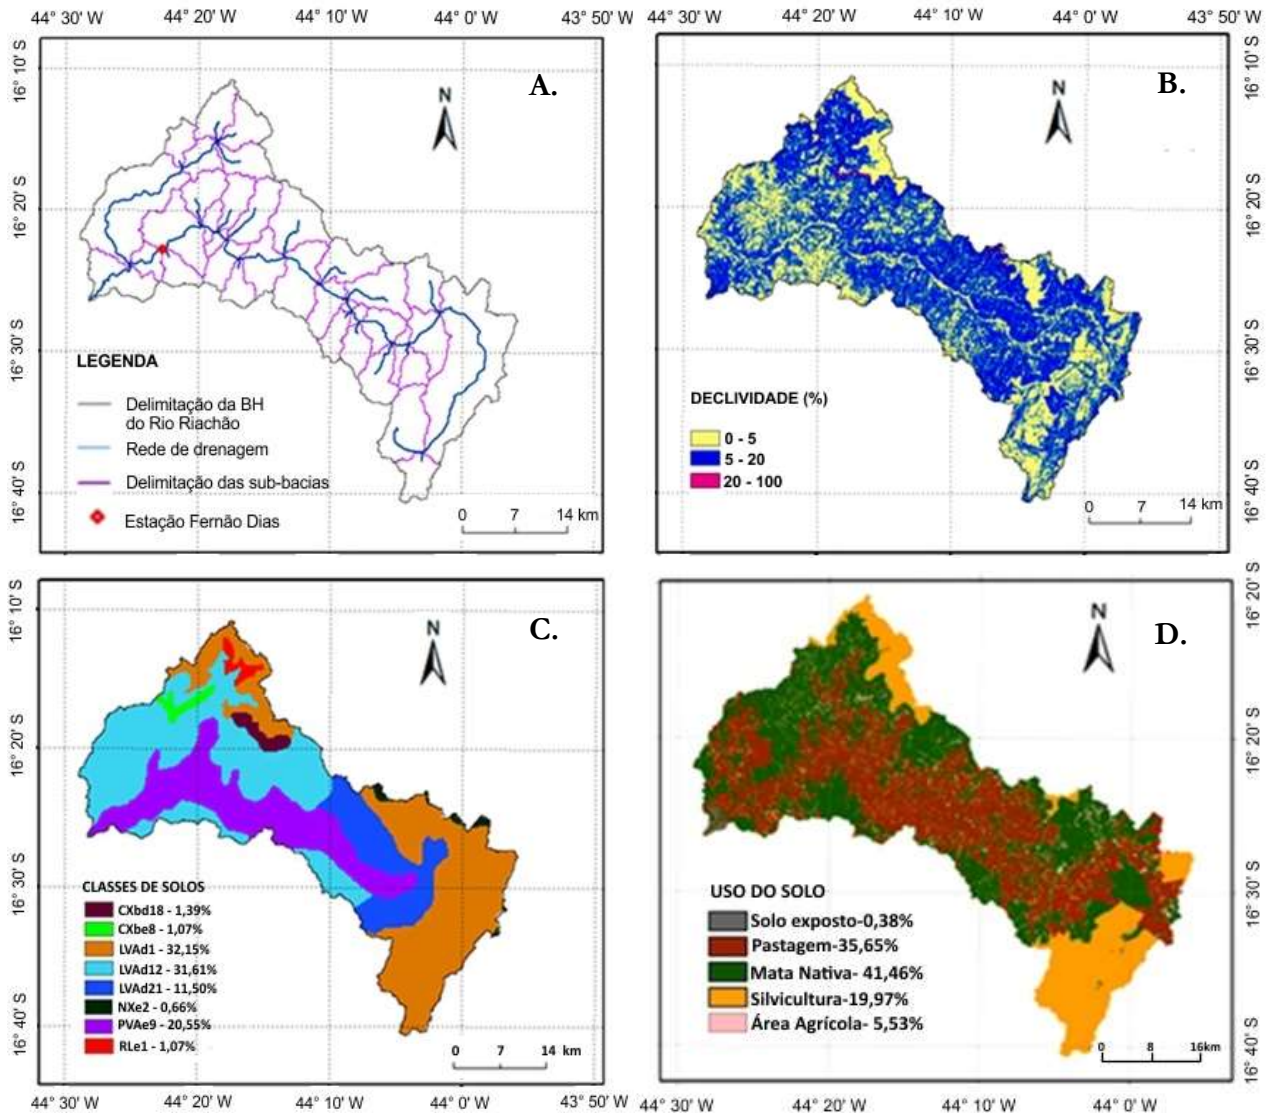 44° 30' W 44° 20' W 44° 10' W 44° 0' W 43° 50' W
16° 10' S
16° 20' S
16° 30' S
16° 40' S
A.
N
LEGENDA
Delimitação da BH
do Rio Riachão
Rede de drenagem
Delimitação das sub-bacias
Estação Fernão Dias
0 7 14 km
44° 30' W 44° 20' W 44° 10' W 44° 0' W 43° 50' W
B.
N
DECLIVIDADE (%)
0 - 5
5 - 20
20 - 100
0 7 14 km
16° 10' S
16° 20' S
16° 30' S
16° 40' S
16° 10' S
16° 20' S
16° 30' S
16° 40' S
C.
N
CLASSES DE SOLOS
CXbd18 - 1,39%
CXbe8 - 1,07%
LVAd1 - 32,15%
LVAd12 - 31,61%
LVAd21 - 11,50%
NXe2 - 0,66%
PVAe9 - 20,55%
RLe1 - 1,07%
0 7 14 km
44° 30' W 44° 20' W 44° 10' W 44° 0' W 43° 50' W
D.
N
USO DO SOLO
Solo exposto-0,38%
Pastagem-35,65%
Mata Nativa- 41,46%
Silvicultura-19,97%
Área Agrícola- 5,53%
0 8 16km
16° 20' S
16° 20' S
16° 30' S
16° 40' S
44° 30' W 44° 20' W 44° 10' W 44° 0' W